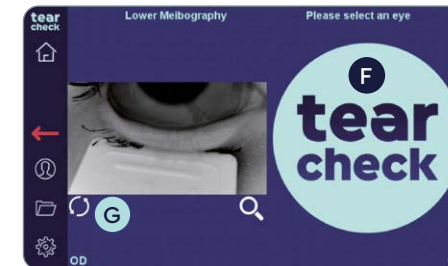 tear
check
Lower Meibography
Please select an eye
F
tear
check
G
OD